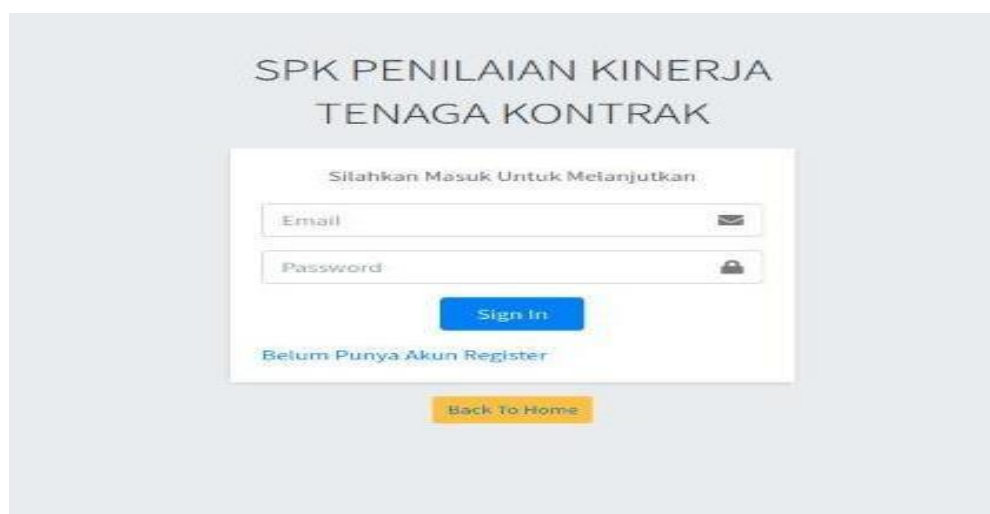 SPK PENILAIAN KINERJA
TENAGA KONTRAK
Silahkan Masuk Untuk Melanjutkan
Email
Password
Sign In
Belum Punya Akun Register
Back To Home